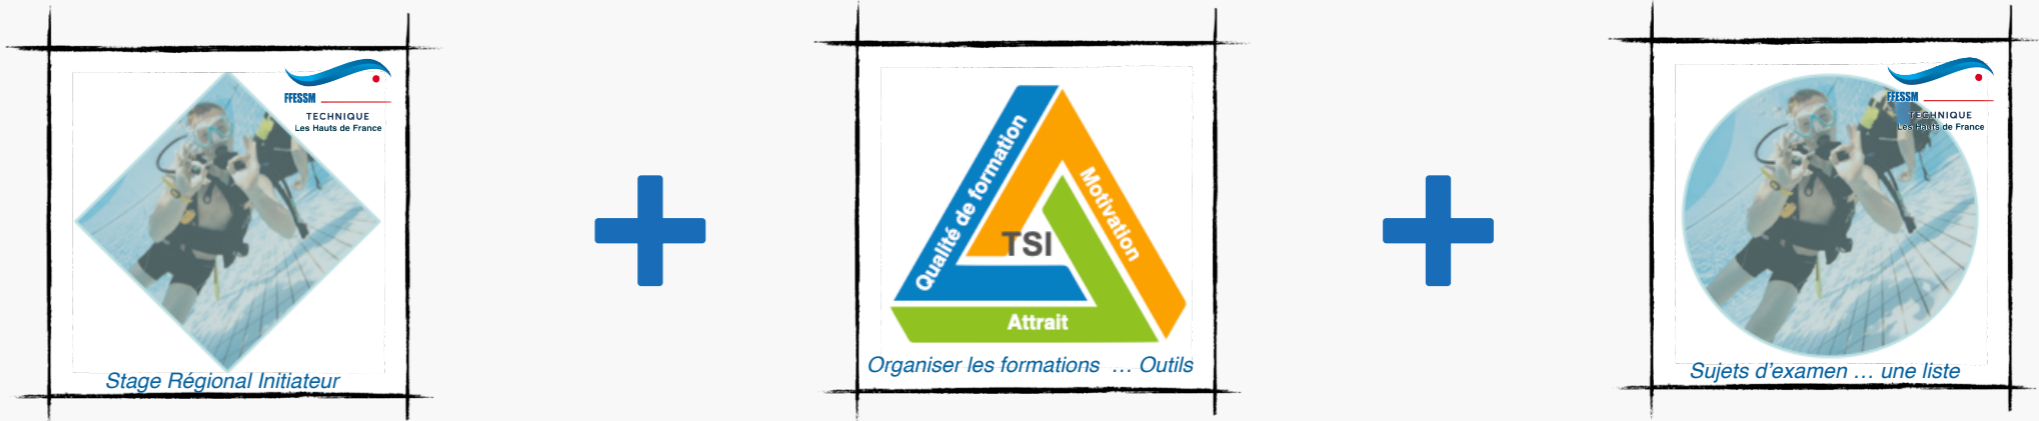 FFESSM
TECHNIQUE
Les Hauts de France
Stage Régional Initiateur
Qualité de formation
Motivation
TSI
Attrait
Organiser les formations … Outils
FFESSM
TECHNIQUE
Les Hauts de France
Sujets d’examen … une liste